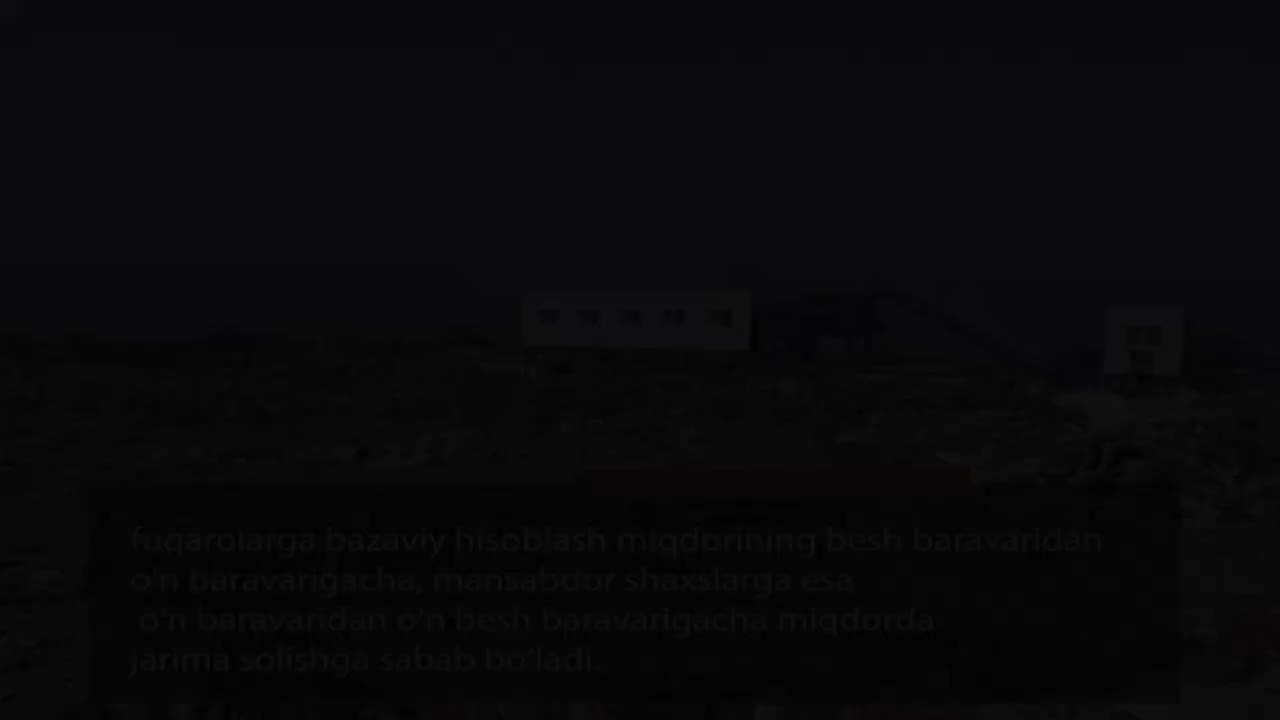 fuqarolarga bazaviy hisoblash miqdorining besh baravaridan
o'n baravarigacha, mansabdor shaxslarga esa
o'n baravaridan o'n besh baravarigacha miqdorda
jarima solishga sabab bo'ladi.